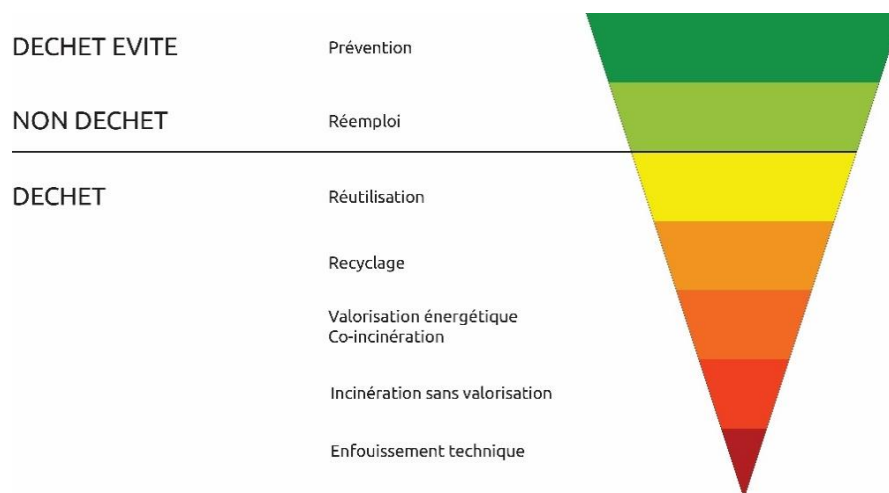 DECHET EVITE
Prévention
NON DECHET
Réemploi
DECHET
Réutilisation
Recyclage
Valorisation énergétique
Co-incinération
Incinération sans valorisation
Enfouissement technique